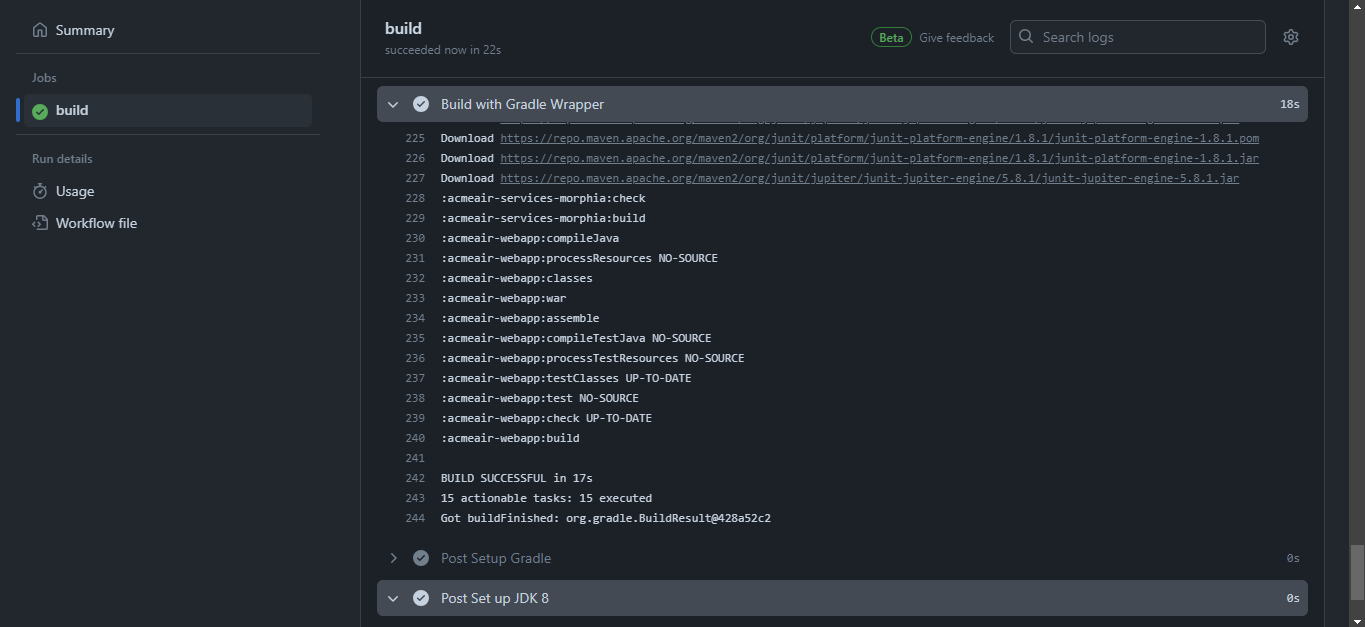 Summary
Jobs
build
Run details
Usage
Workflow file
build
succeeded now in 22s
Beta Give feedback
Search logs
Build with Gradle Wrapper 18s
225 Download https://repo.maven.apache.org/maven2/org/junit/platform/junit-platform-engine/1.8.1/junit-platform-engine-1.8.1.pom
226 Download https://repo.maven.apache.org/maven2/org/junit/platform/junit-platform-engine/1.8.1/junit-platform-engine-1.8.1.jar
227 Download https://repo.maven.apache.org/maven2/org/junit/jupiter/junit-jupiter-engine/5.8.1/junit-jupiter-engine-5.8.1.jar
228 :acmeair-services-morphia:check
229 :acmeair-services-morphia:build
230 :acmeair-webapp:compileJava
231 :acmeair-webapp:processResources NO-SOURCE
232 :acmeair-webapp:classes
233 :acmeair-webapp:war
234 :acmeair-webapp:assemble
235 :acmeair-webapp:compileTestJava NO-SOURCE
236 :acmeair-webapp:processTestResources NO-SOURCE
237 :acmeair-webapp:testClasses UP-TO-DATE
238 :acmeair-webapp:test NO-SOURCE
239 :acmeair-webapp:check UP-TO-DATE
240 :acmeair-webapp:build
241
242 BUILD SUCCESSFUL in 17s
243 15 actionable tasks: 15 executed
244 Got buildFinished: org.gradle.BuildResult@428a52c2
Post Setup Gradle 0s
Post Set up JDK 8 0s